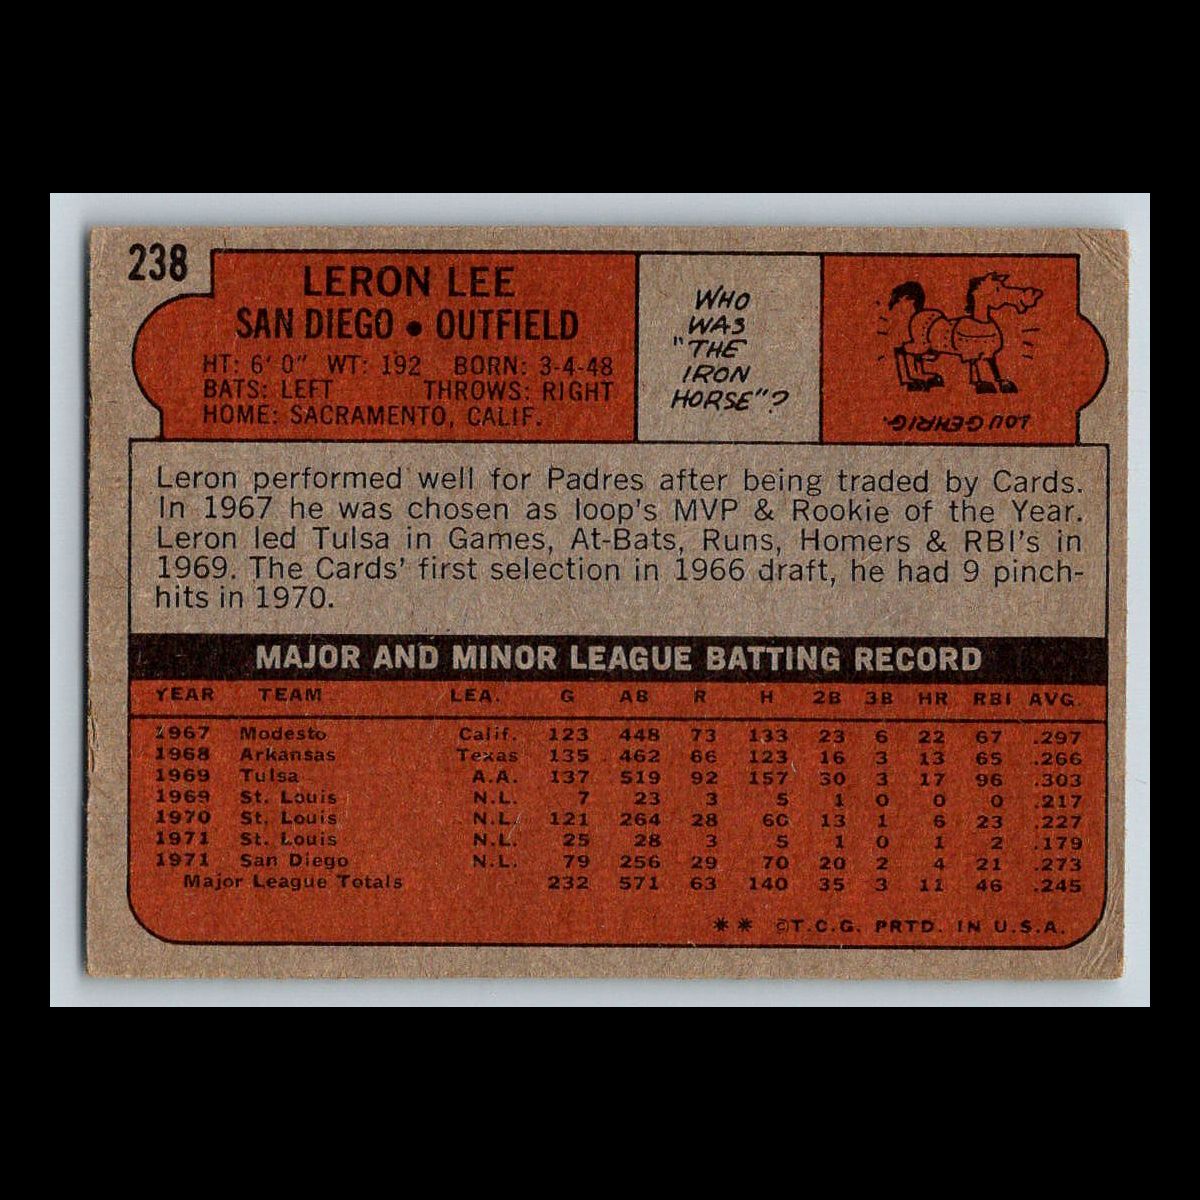 238
LERON LEE
SAN DIEGO • OUTFIELD
HT: 6' 0" WT: 192 BORN: 3-4-48
BATS: LEFT THROWS: RIGHT
HOME: SACRAMENTO, CALIF.
WHO
WAS
"THE
IRON
HORSE"?
LOU GEHRIG.
Leron performed well for Padres after being traded by Cards.
In 1967 he was chosen as loop's MVP & Rookie of the Year.
Leron led Tulsa in Games, At-Bats, Runs, Homers & RBI's in
1969. The Cards' first selection in 1966 draft, he had 9 pinch-
hits in 1970.
MAJOR AND MINOR LEAGUE BATTING RECORD
YEAR TEAM LEA. G AB R H 2B 3B HR RBI AVG.
1967 Modesto Calif. 123 448 73 133 23 6 22 67 .297
1968 Arkansas Texas 135 462 66 123 16 3 13 65 .266
1969 Tulsa A.A. 137 519 92 157 30 3 17 96 .303
1969 St. Louis N.L. 7 23 3 5 1 0 0 0 .217
1970 St. Louis N.L. 121 264 28 60 13 1 6 23 .227
1971 St. Louis N.L. 25 28 3 5 1 0 1 2 .179
1971 San Diego N.L. 79 256 29 70 20 2 4 21 .273
Major League Totals 232 571 63 140 35 3 11 46 .245
** ©T.C.G. PRTD. IN U.S.A.